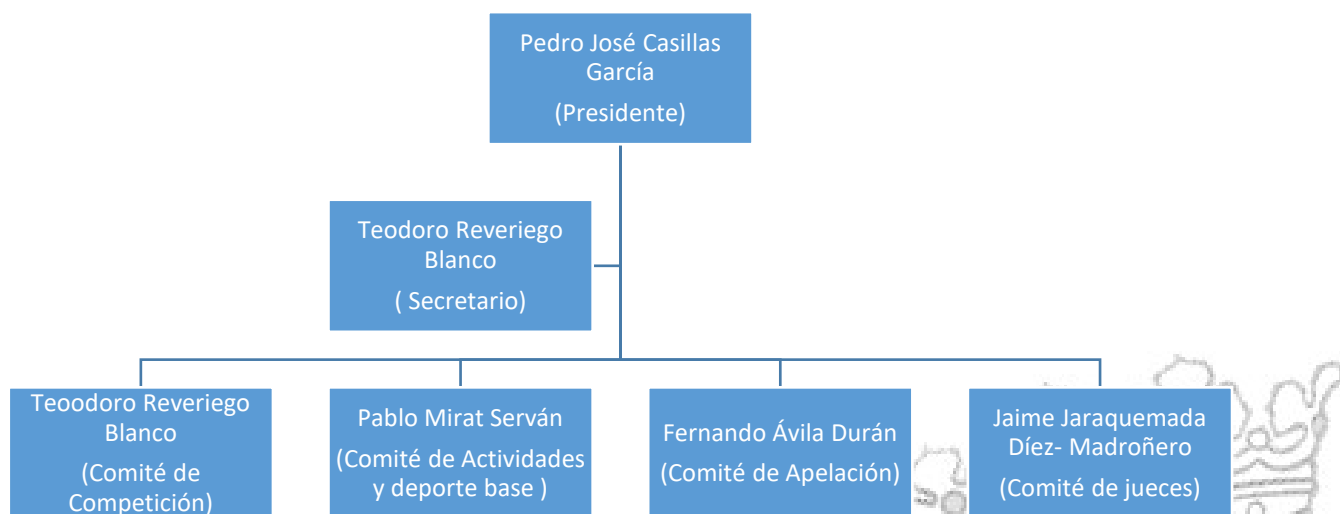 Pedro José Casillas
García
(Presidente)
Teodoro Reveriego
Blanco
( Secretario)
Teoodoro Reveriego
Blanco
(Comité de
Competición)
Pablo Mirat Serván
(Comité de Actividades
y deporte base )
Fernando Ávila Durán
(Comité de Apelación)
Jaime Jaraquemada
Díez- Madroñero
(Comité de jueces)